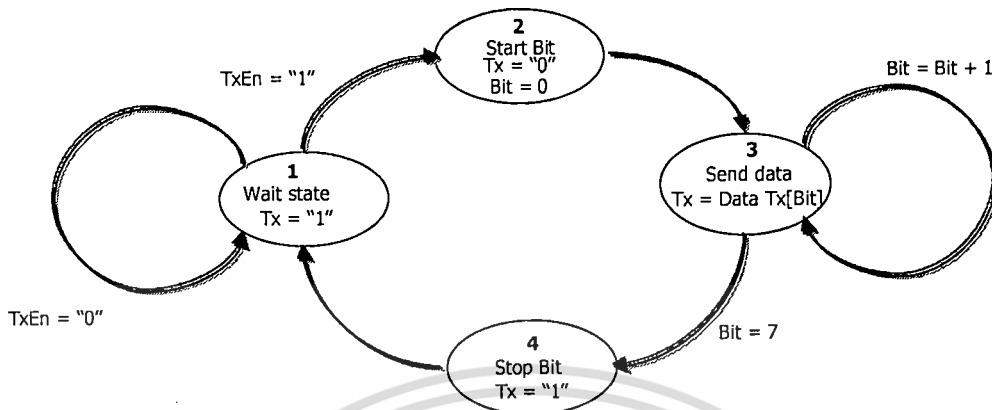 2
Start Bit
Tx = “0”
Bit = 0
TxEn = “1”
Bit = Bit + 1
1
Wait state
Tx = “1”
3
Send data
Tx = Data Tx[Bit]
TxEn = “0”
Bit = 7
4
Stop Bit
Tx = “1”